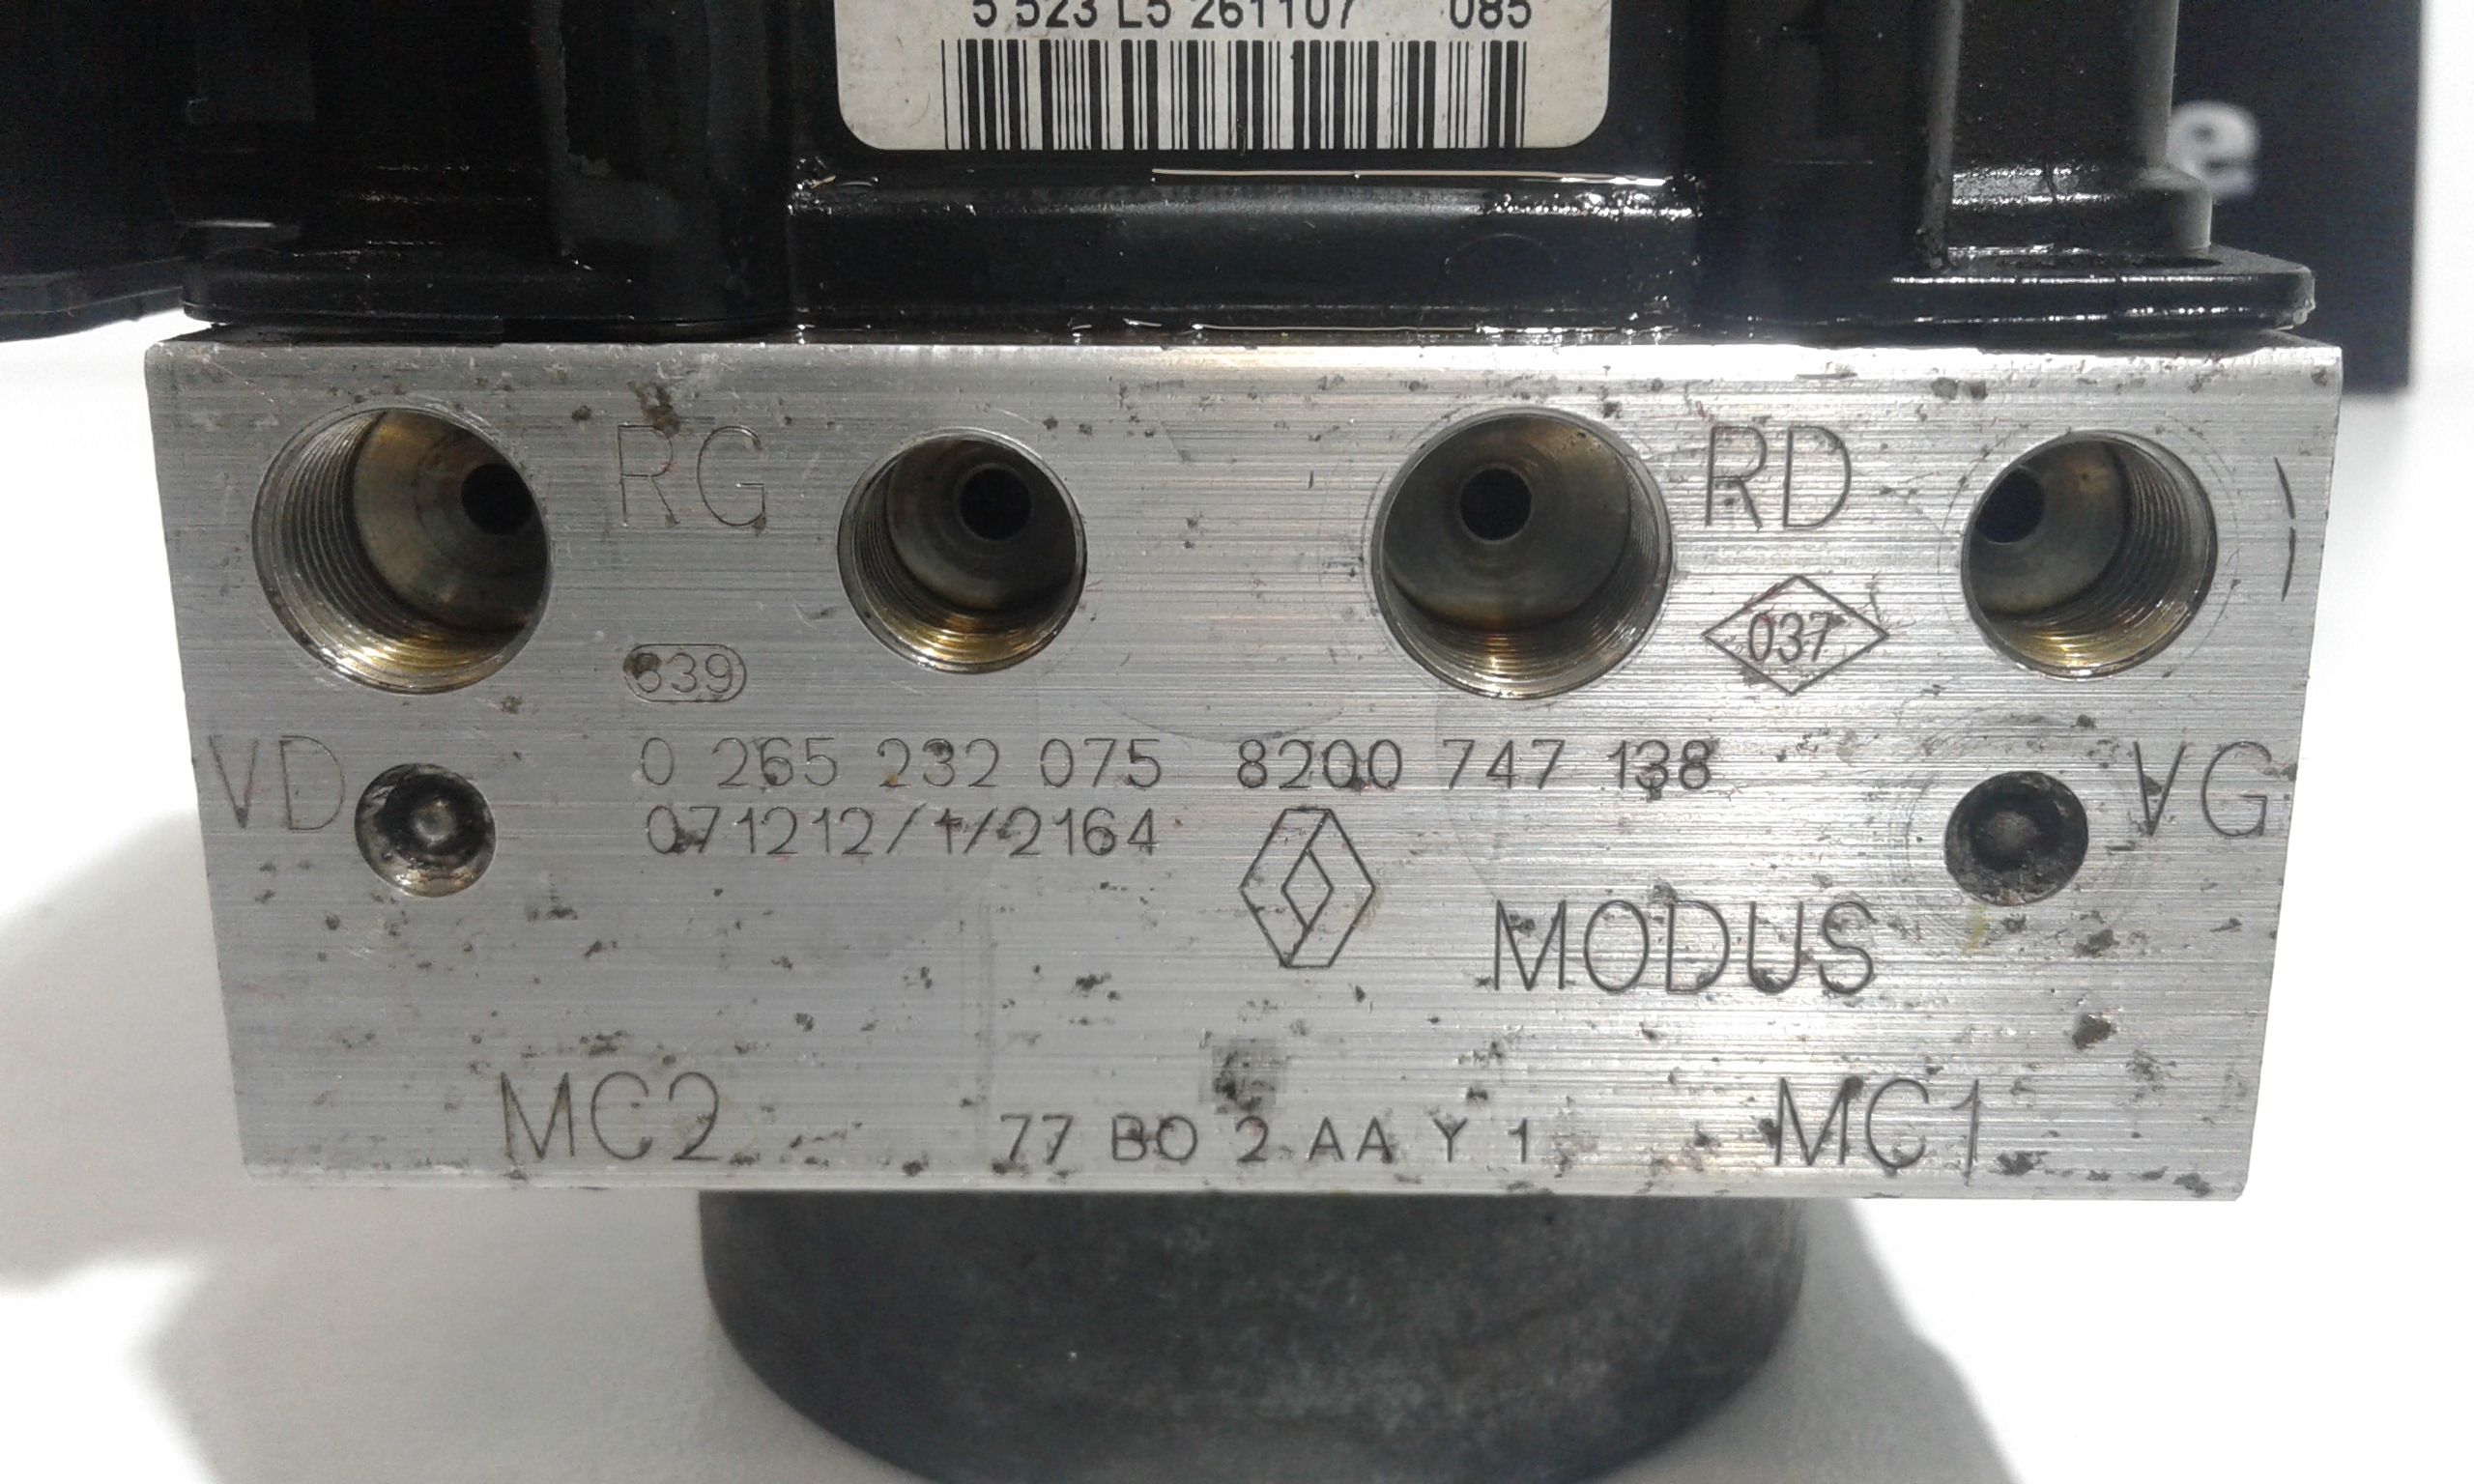 5 523 L5 261107 085
e
RG
RD
037
639
0 265 232 075 8200 747 138
071212/1/2164
VD
VG
MODUS
MC2
MC1
77 BO 2 AA Y 1